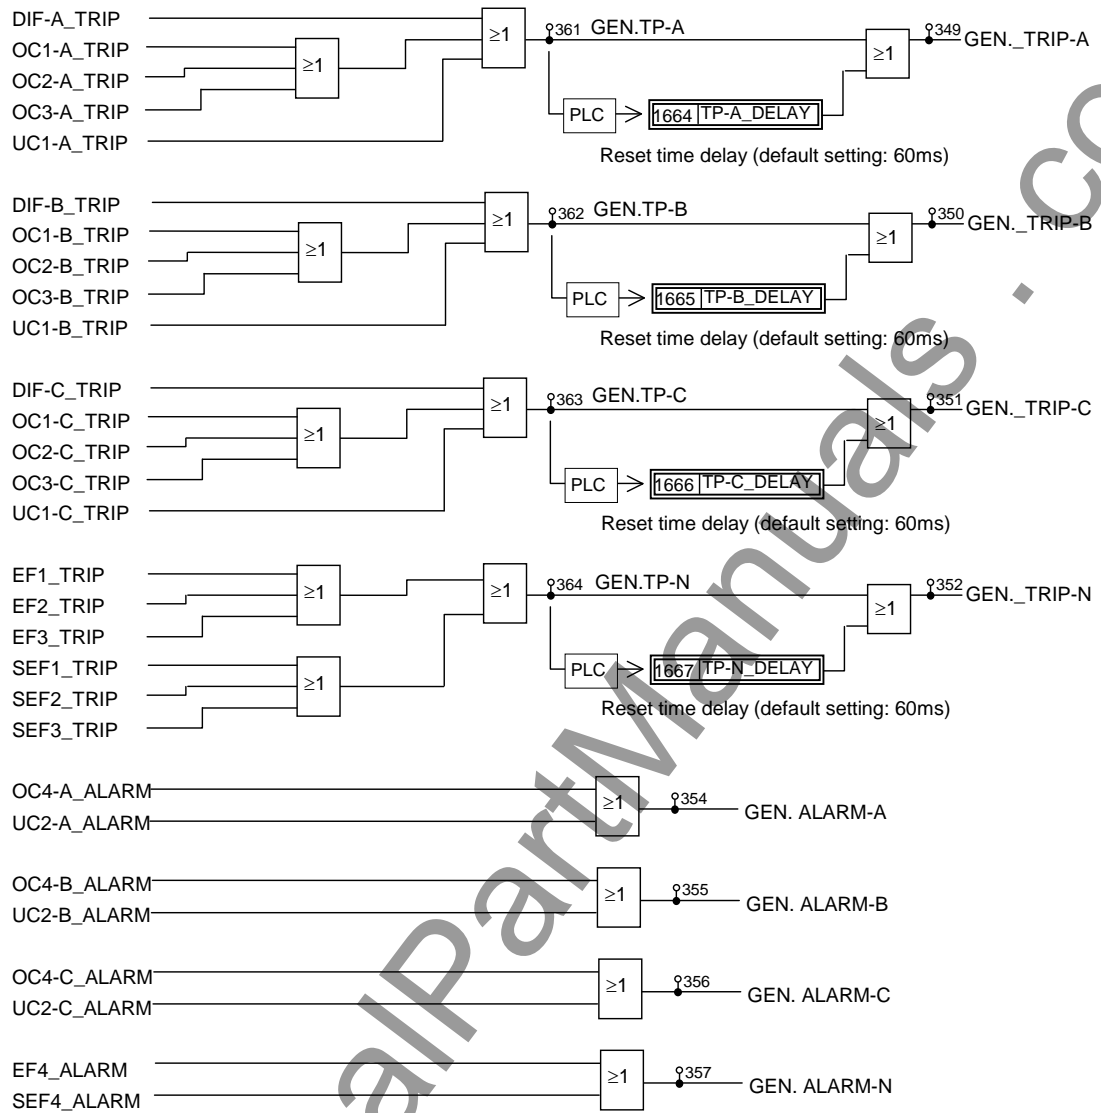 DIF-A_TRIP
OC1-A_TRIP
OC2-A_TRIP
OC3-A_TRIP
UC1-A_TRIP
≥1
≥1
361 GEN.TP-A
≥1
349 GEN._TRIP-A
PLC
1664 TP-A_DELAY
Reset time delay (default setting: 60ms)
DIF-B_TRIP
OC1-B_TRIP
OC2-B_TRIP
OC3-B_TRIP
UC1-B_TRIP
≥1
≥1
362 GEN.TP-B
≥1
350 GEN._TRIP-B
PLC
1665 TP-B_DELAY
Reset time delay (default setting: 60ms)
DIF-C_TRIP
OC1-C_TRIP
OC2-C_TRIP
OC3-C_TRIP
UC1-C_TRIP
≥1
≥1
363 GEN.TP-C
≥1
351 GEN._TRIP-C
PLC
1666 TP-C_DELAY
Reset time delay (default setting: 60ms)
EF1_TRIP
EF2_TRIP
EF3_TRIP
SEF1_TRIP
SEF2_TRIP
SEF3_TRIP
≥1
≥1
≥1
364 GEN.TP-N
≥1
352 GEN._TRIP-N
PLC
1667 TP-N_DELAY
Reset time delay (default setting: 60ms)
OC4-A_ALARM
UC2-A_ALARM
≥1
354
GEN. ALARM-A
OC4-B_ALARM
UC2-B_ALARM
≥1
355
GEN. ALARM-B
OC4-C_ALARM
UC2-C_ALARM
≥1
356
GEN. ALARM-C
EF4_ALARM
SEF4_ALARM
≥1
357
GEN. ALARM-N
alPartManuals . co